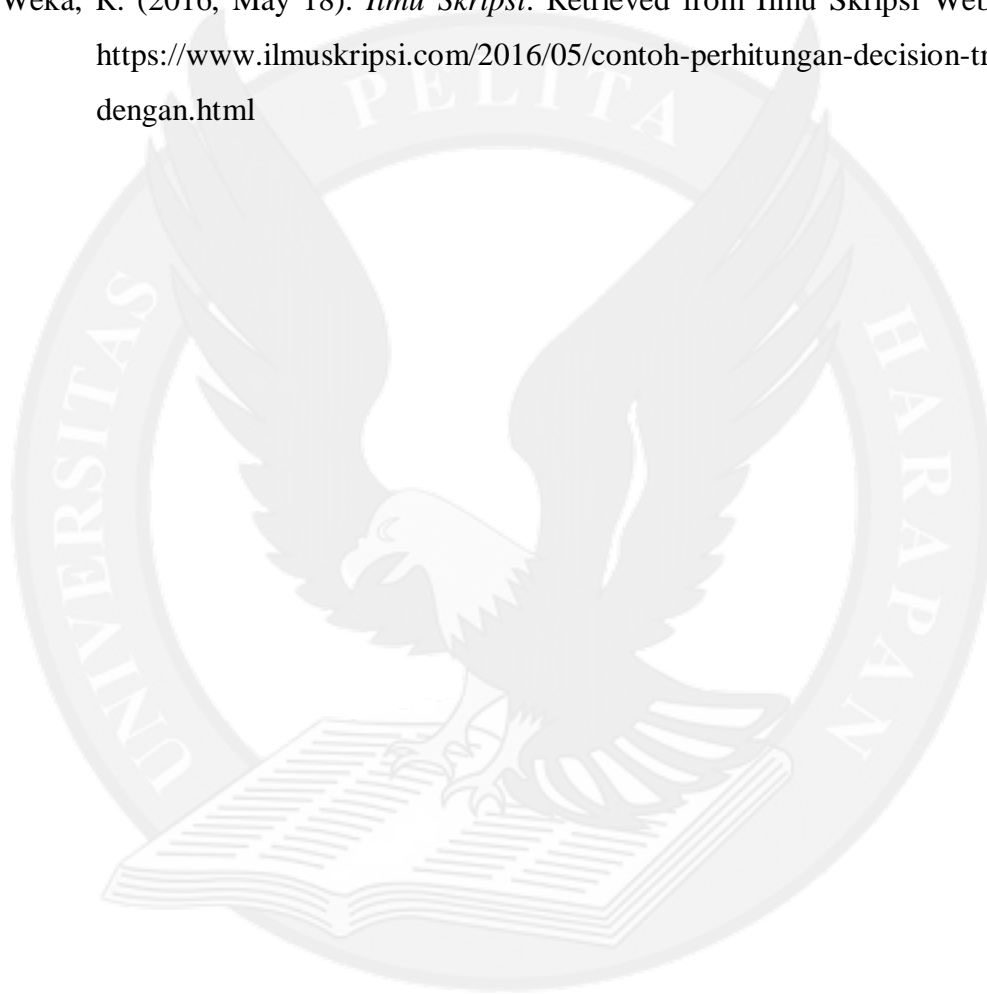 Weka, R. (2016, May 18). Ilmu Skripsi. Retrieved from Ilmu Skripsi Web
https://www.ilmuskripsi.com/2016/05/contoh-perhitungan-decision-tr
dengan.html
UNIVERSITAS PELITA HARAPAN